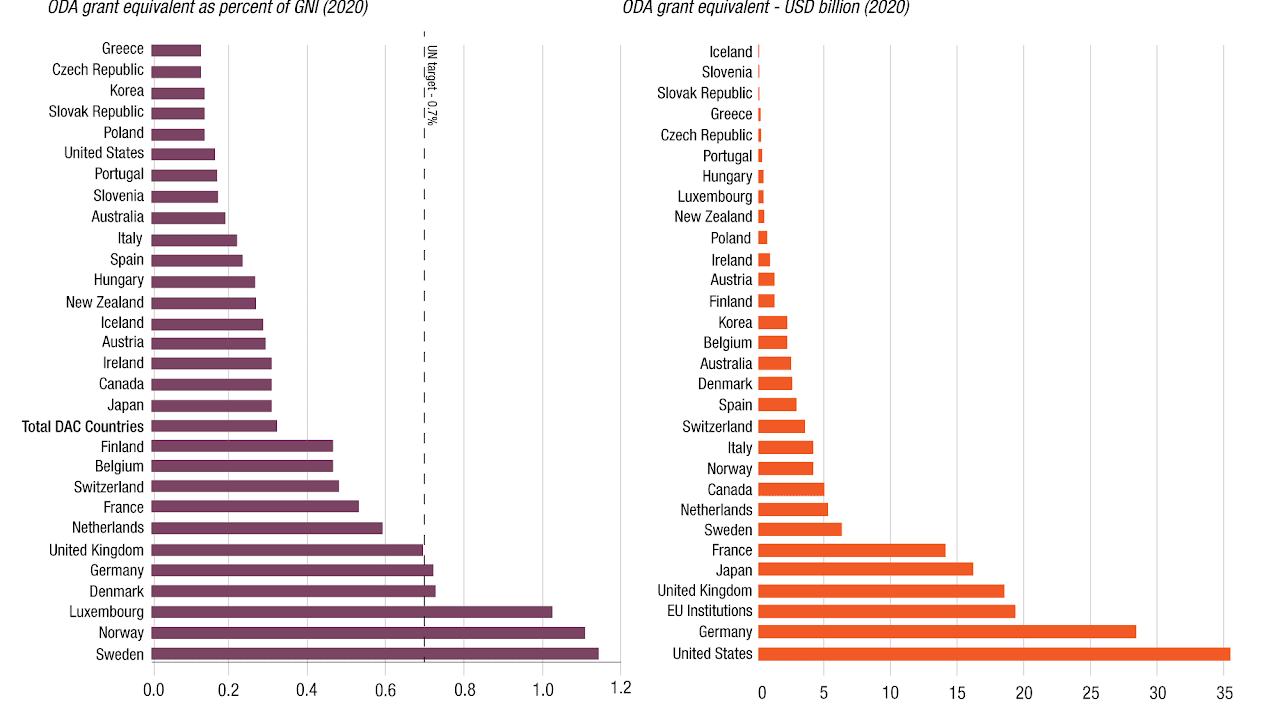 ODA grant equivalent as percent of GNI (2020)
UN target - 0.7%
Greece
Czech Republic
Korea
Slovak Republic
Poland
United States
Portugal
Slovenia
Australia
Italy
Spain
Hungary
New Zealand
Iceland
Austria
Ireland
Canada
Japan
Total DAC Countries
Finland
Belgium
Switzerland
France
Netherlands
United Kingdom
Germany
Denmark
Luxembourg
Norway
Sweden
0.0 0.2 0.4 0.6 0.8 1.0 1.2
ODA grant equivalent - USD billion (2020)
Iceland
Slovenia
Slovak Republic
Greece
Czech Republic
Portugal
Hungary
Luxembourg
New Zealand
Poland
Ireland
Austria
Finland
Korea
Belgium
Australia
Denmark
Spain
Switzerland
Italy
Norway
Canada
Netherlands
Sweden
France
Japan
United Kingdom
EU Institutions
Germany
United States
0 5 10 15 20 25 30 35